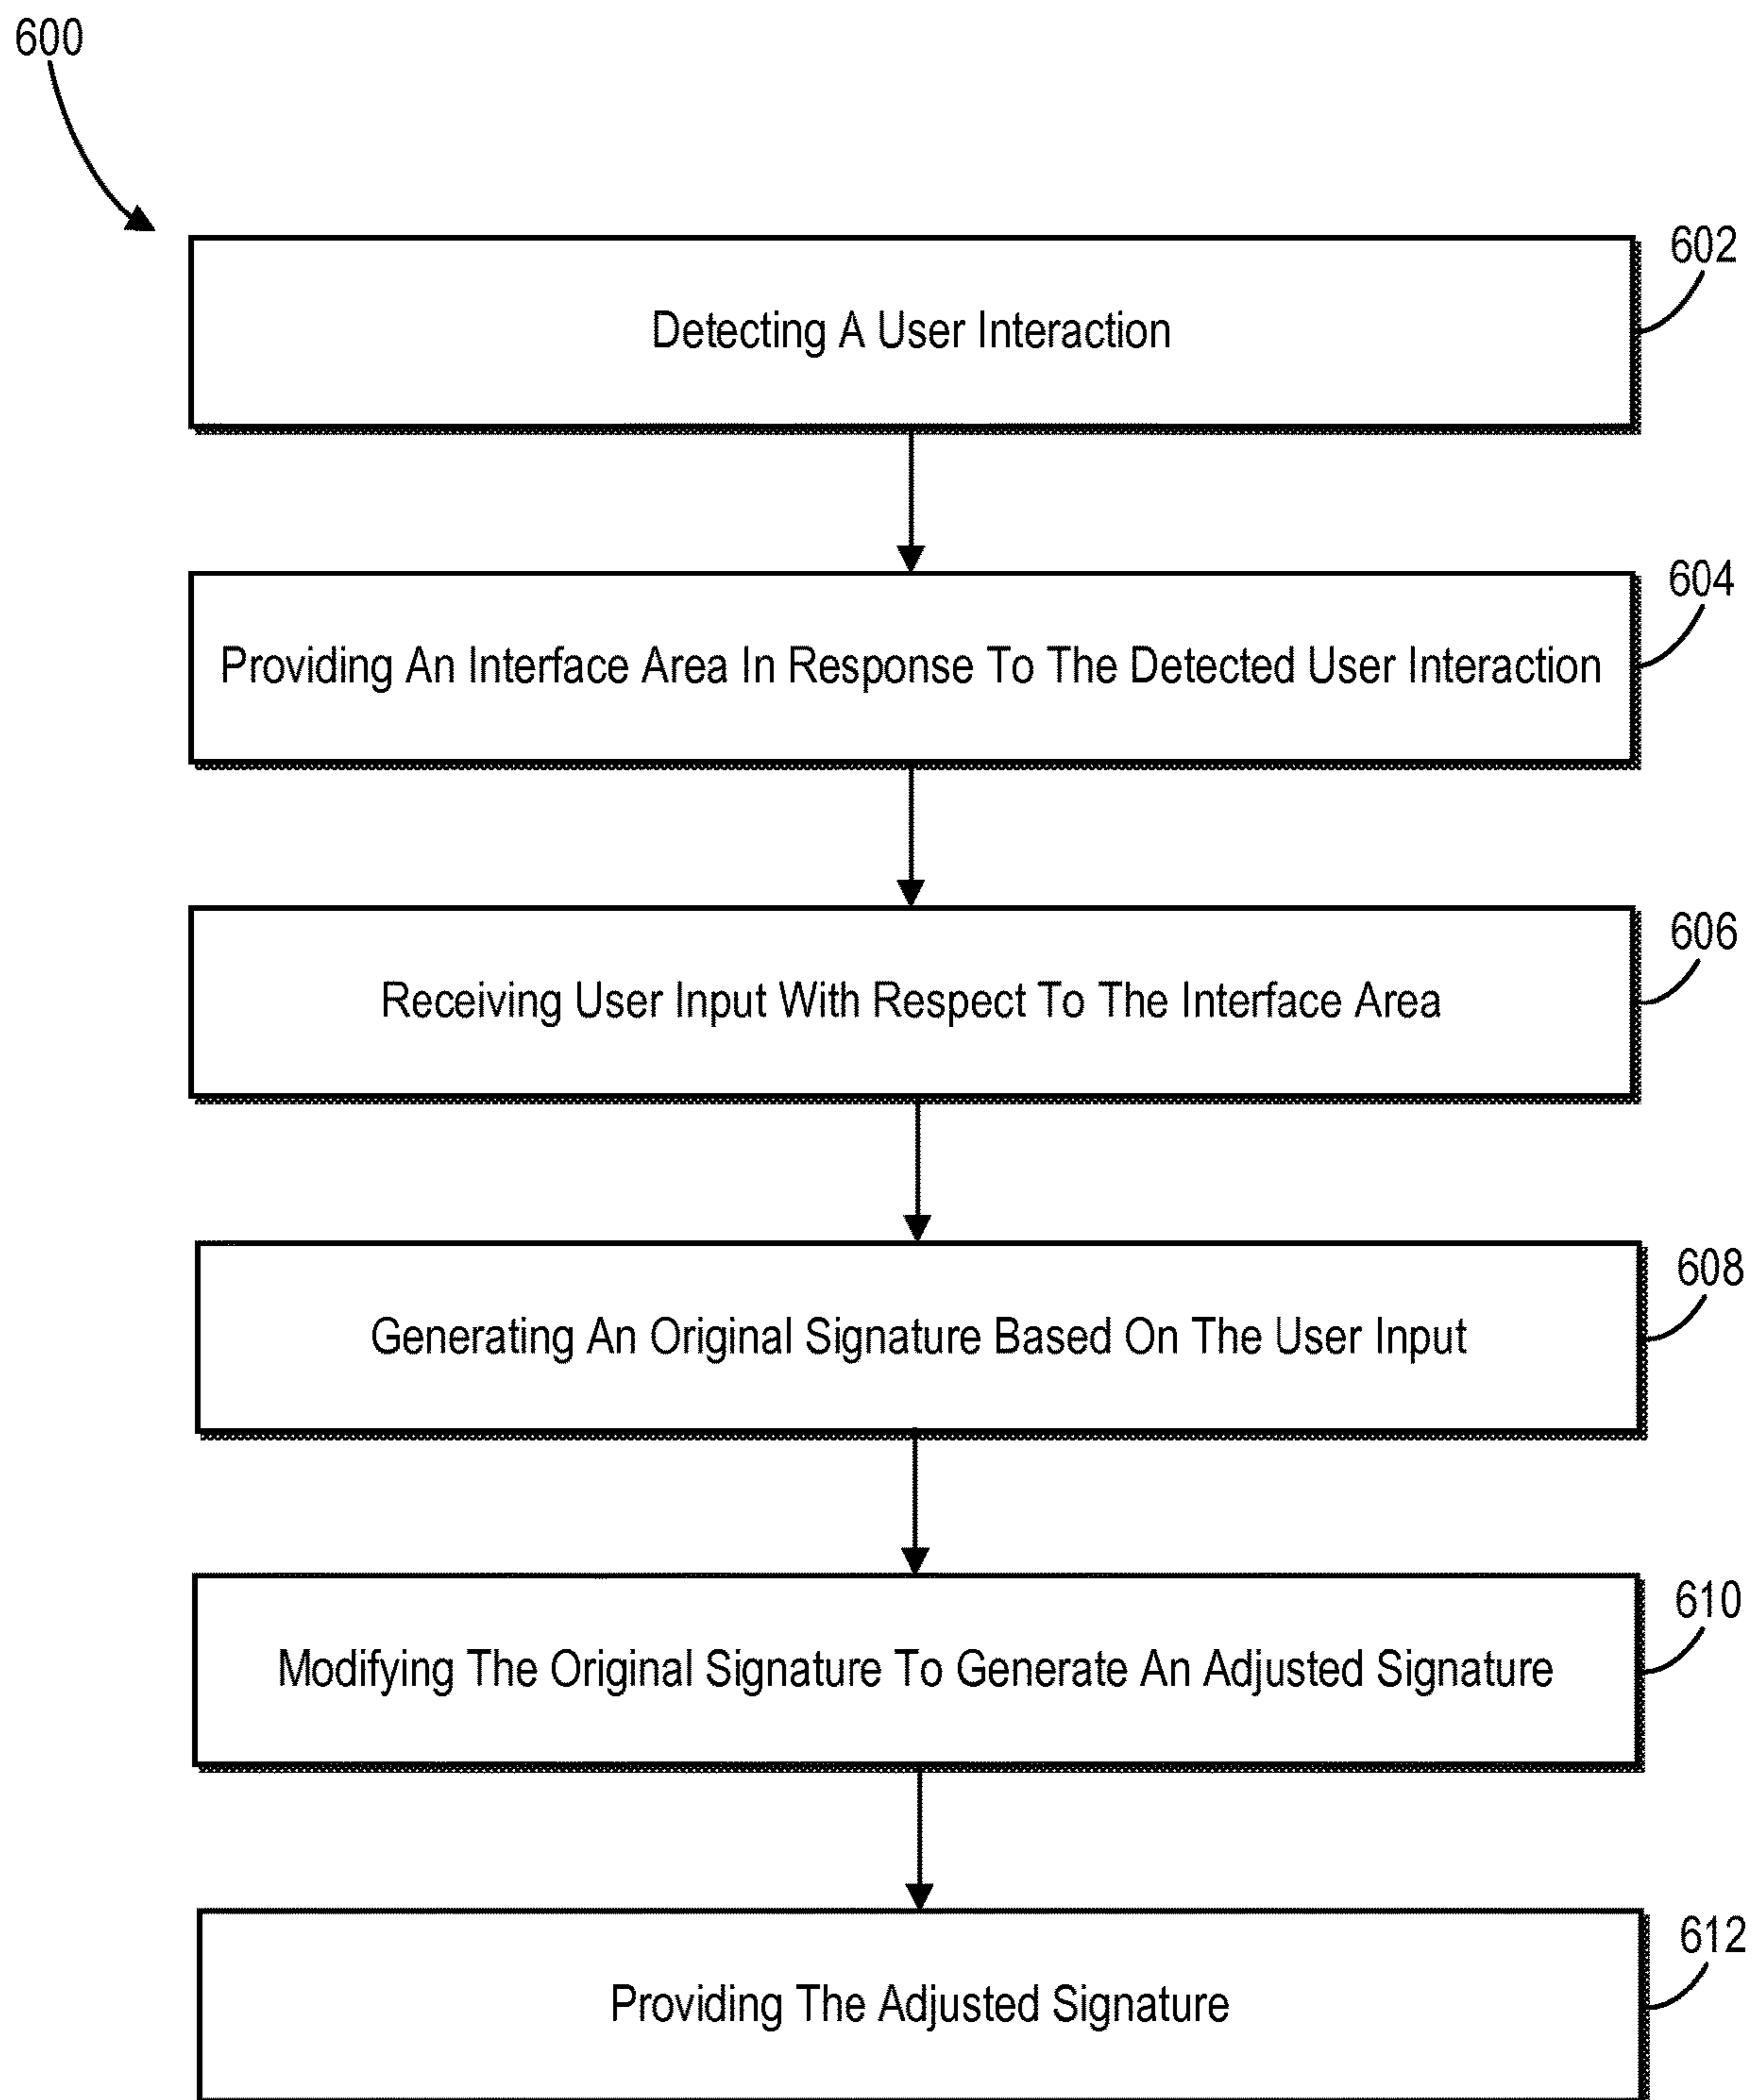 600
602
Detecting A User Interaction
604
Providing An Interface Area In Response To The Detected User Interaction
606
Receiving User Input With Respect To The Interface Area
608
Generating An Original Signature Based On The User Input
610
Modifying The Original Signature To Generate An Adjusted Signature
612
Providing The Adjusted Signature